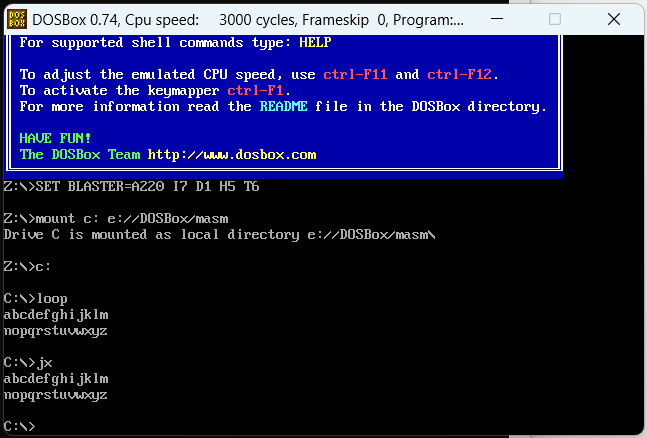 DOS
BOX
DOSBox 0.74, Cpu speed:    3000 cycles, Frameskip  0, Program:...
For supported shell commands type: HELP
To adjust the emulated CPU speed, use ctrl-F11 and ctrl-F12.
To activate the keymapper ctrl-F1.
For more information read the README file in the DOSBox directory.
HAVE FUN!
The DOSBox Team http://www.dosbox.com
Z:\>SET BLASTER=A220 I7 D1 H5 T6
Z:\>mount c: e://DOSBox/masm
Drive C is mounted as local directory e://DOSBox/masm\
Z:\>c:
C:\>loop
abcdefghijklm
nopqrstuvwxyz
C:\>jx
abcdefghijklm
nopqrstuvwxyz
C:\>